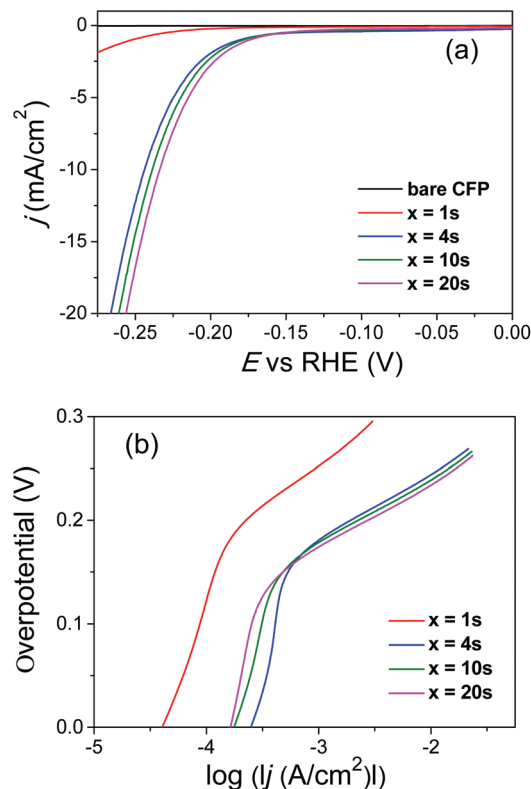 (a)
0
-5
-10
-15
-20
j (mA/cm²)
bare CFP
x = 1s
x = 4s
x = 10s
x = 20s
-0.25 -0.20 -0.15 -0.10 -0.05 0.00
E vs RHE (V)
(b)
0.3
0.2
0.1
0.0
Overpotential (V)
x = 1s
x = 4s
x = 10s
x = 20s
-5 -4 -3 -2
log (|j (A/cm²)|)